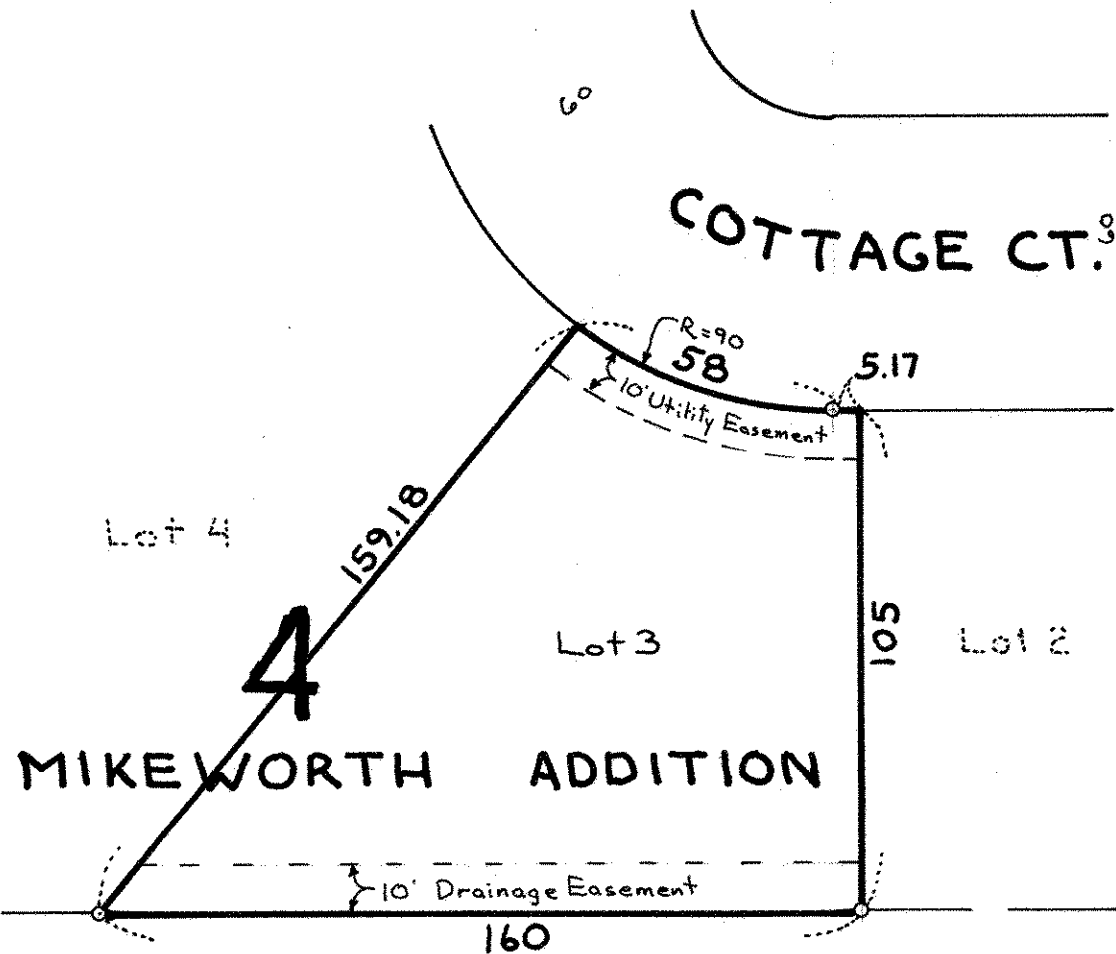 60
COTTAGE CT.
R=90
58
5.17
10' Utility Easement
159.18
Lot 4
4
Lot 3
105
Lot 2
MIKEWORTH ADDITION
10' Drainage Easement
160